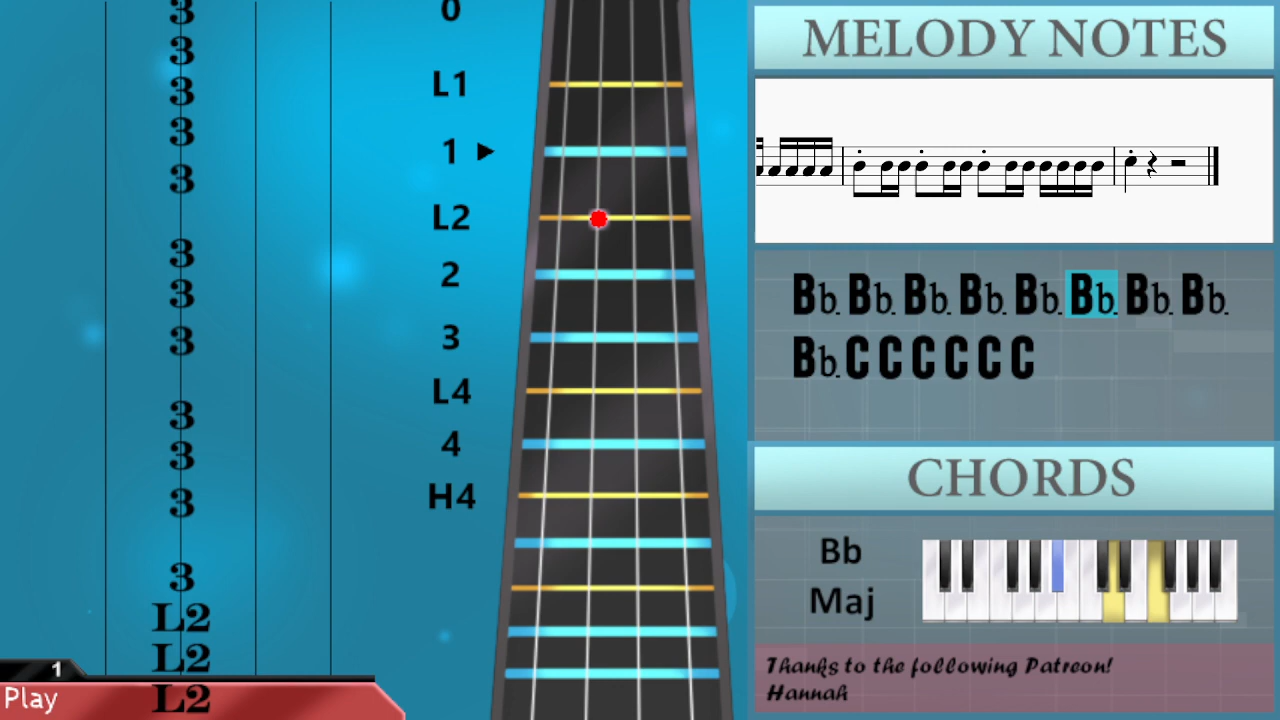 3
3
3
3
3
3
3
3
3
3
3
3
L2
L2
L2
1
Play
0
L1
1
L2
2
3
L4
4
H4
MELODY NOTES
Bb. Bb. Bb. Bb. Bb. Bb. Bb. Bb.
Bb. C C C C C C
CHORDS
Bb
Maj
Thanks to the following Patreon!
Hannah